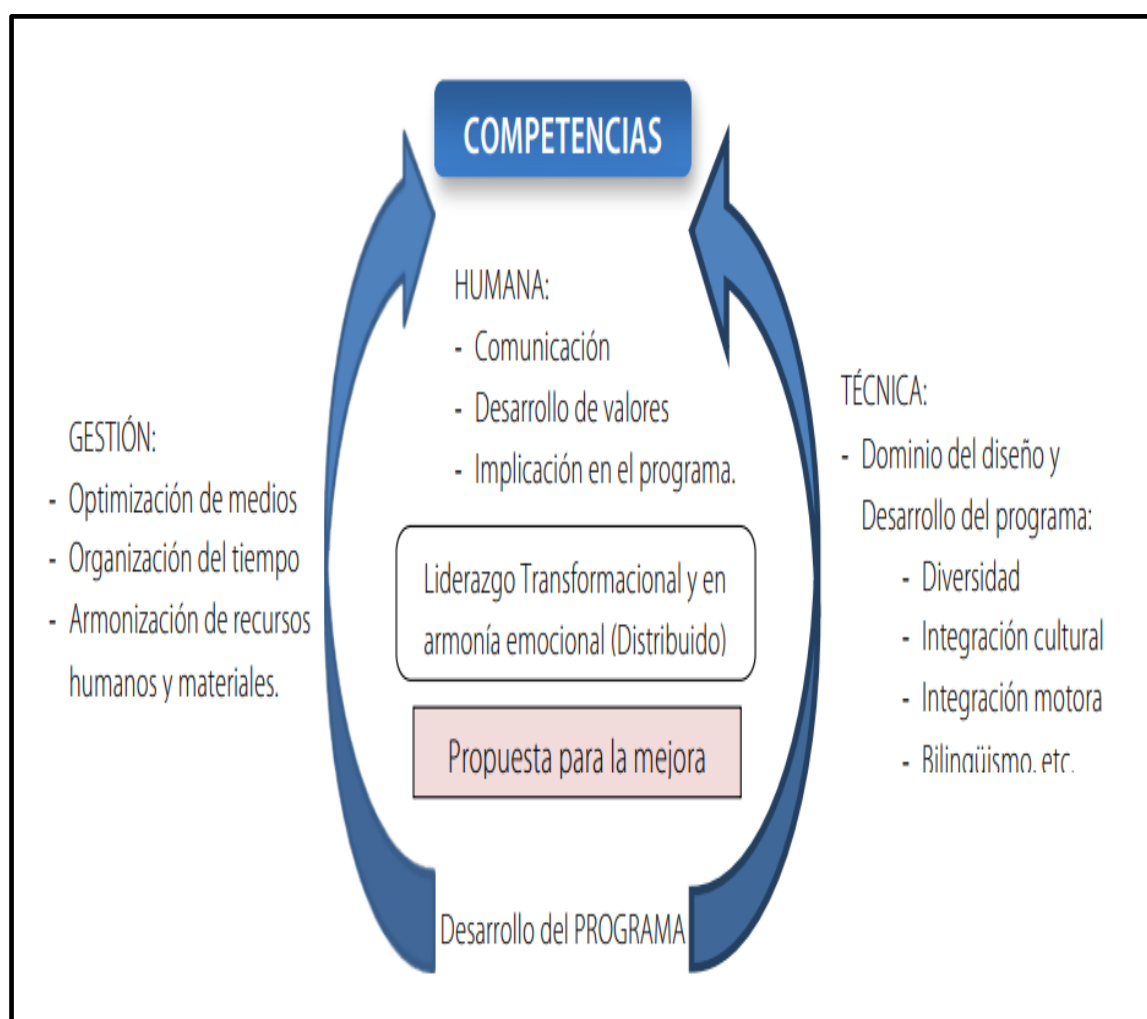 COMPETENCIAS
HUMANA:
- Comunicación
- Desarrollo de valores
- Implicación en el programa.
GESTIÓN:
- Optimización de medios
- Organización del tiempo
- Armonización de recursos
humanos y materiales.
TÉCNICA:
- Dominio del diseño y
Desarrollo del programa:
- Diversidad
- Integración cultural
- Integración motora
- Bilingüismo, etc.
Liderazgo Transformacional y en
armonía emocional (Distribuido)
Propuesta para la mejora
Desarrollo del PROGRAMA